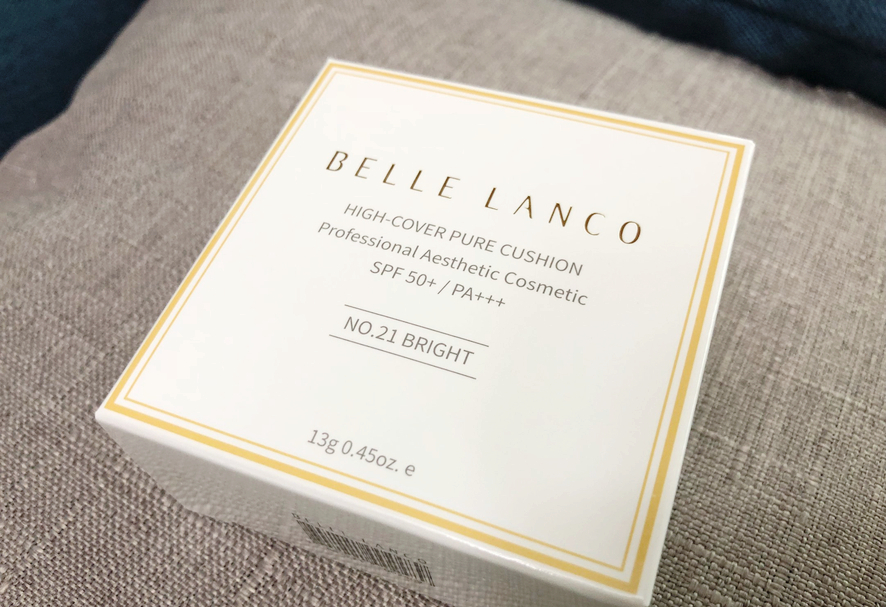 BELLE LANCO
HIGH-COVER PURE CUSHION
Professional Aesthetic Cosmetic
SPF 50+ / PA+++
NO.21 BRIGHT
13g 0.45oz. e